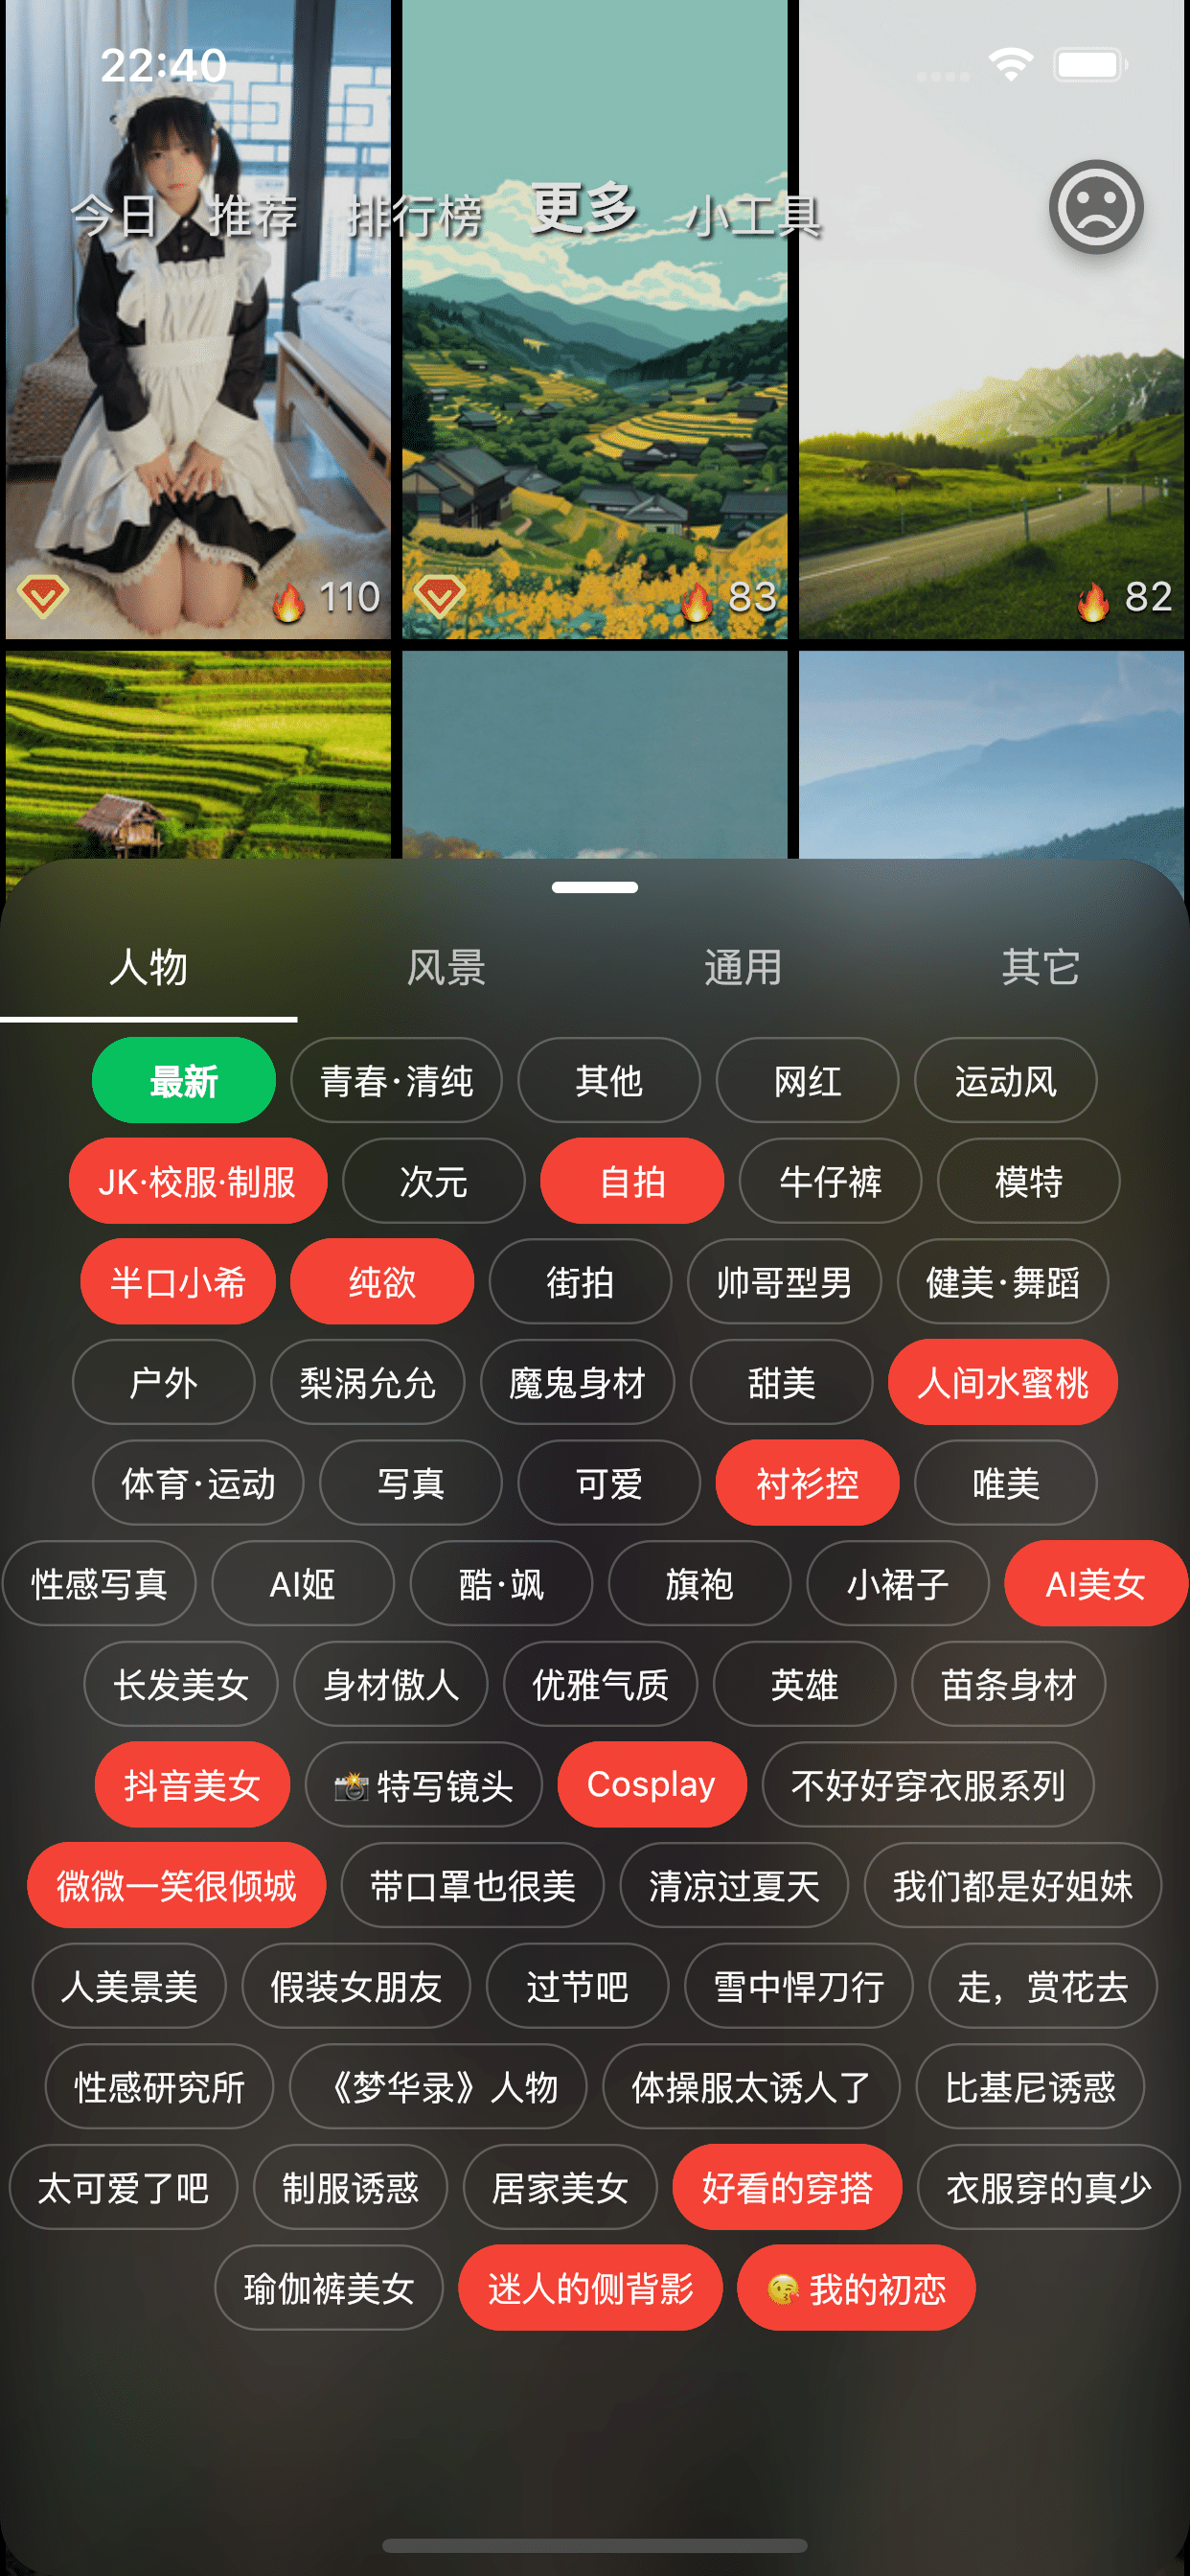 22:40
今日 推荐 排行榜 更多 小工具
110 83 82
人物 风景 通用 其它
最新 青春·清纯 其他 网红 运动风
JK·校服·制服 次元 自拍 牛仔裤 模特
半口小希 纯欲 街拍 帅哥型男 健美·舞蹈
户外 梨涡允允 魔鬼身材 甜美 人间水蜜桃
体育·运动 写真 可爱 衬衫控 唯美
性感写真 AI姬 酷·飒 旗袍 小裙子 AI美女
长发美女 身材傲人 优雅气质 英雄 苗条身材
抖音美女 📸 特写镜头 Cosplay 不好好穿衣服系列
微微一笑很倾城 带口罩也很美 清凉过夏天 我们都是好姐妹
人美景美 假装女朋友 过节吧 雪中悍刀行 走，赏花去
性感研究所 《梦华录》人物 体操服太诱人了 比基尼诱惑
太可爱了吧 制服诱惑 居家美女 好看的穿搭 衣服穿的真少
瑜伽裤美女 迷人的侧背影 😘 我的初恋